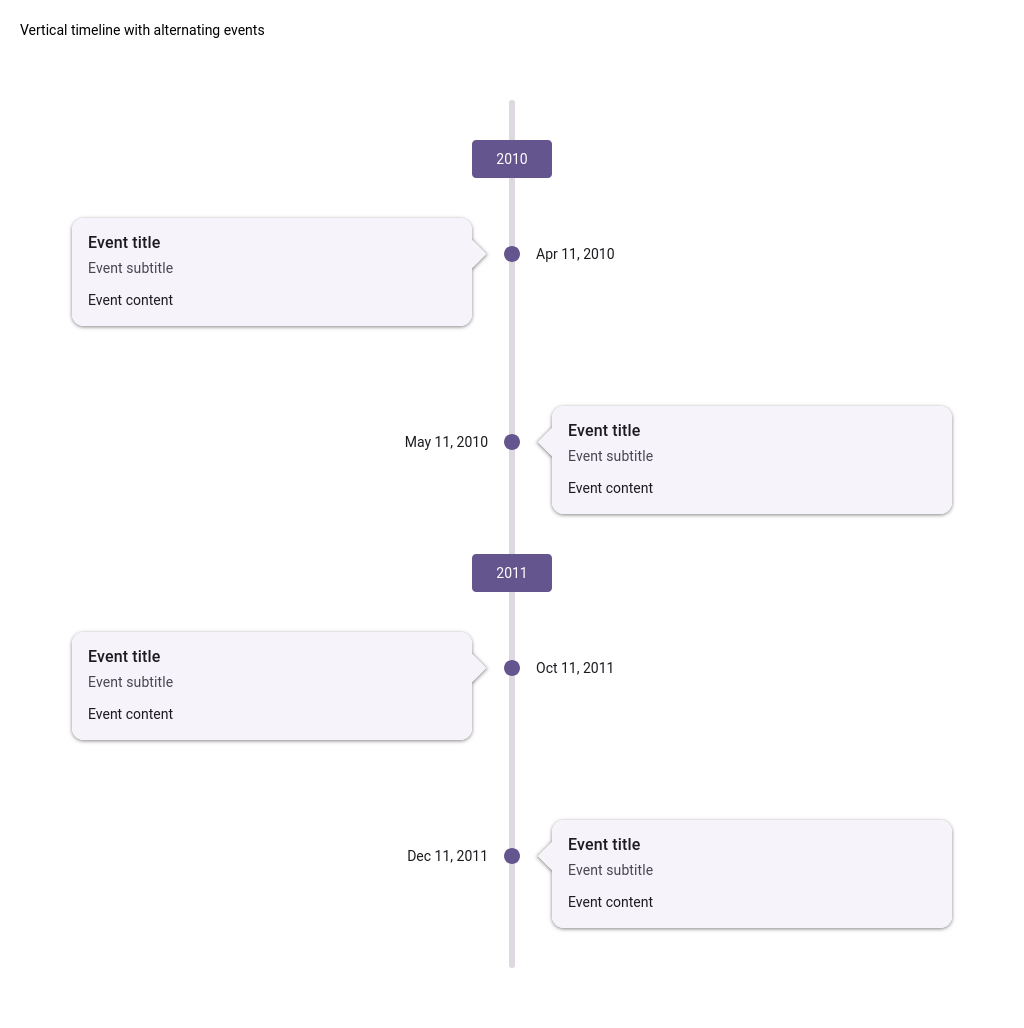 Vertical timeline with alternating events
2010
Event title
Event subtitle
Event content
Apr 11, 2010
May 11, 2010
Event title
Event subtitle
Event content
2011
Event title
Event subtitle
Event content
Oct 11, 2011
Dec 11, 2011
Event title
Event subtitle
Event content